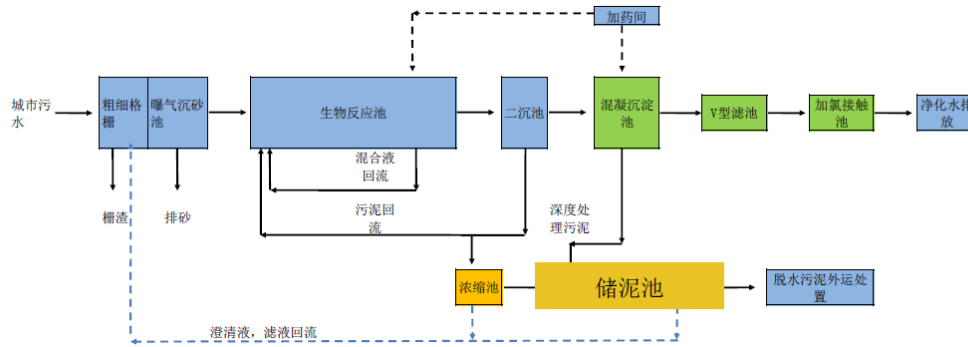 加药间
城市污
水
粗细格
栅
曝气沉砂
池
生物反应池
二沉池
混凝沉淀
池
V型滤池
加氯接触
池
净化水排
放
混合液
回流
栅渣
排砂
污泥回
流
深度处
理污泥
浓缩池
储泥池
脱水污泥外运处
置
澄清液，滤液回流